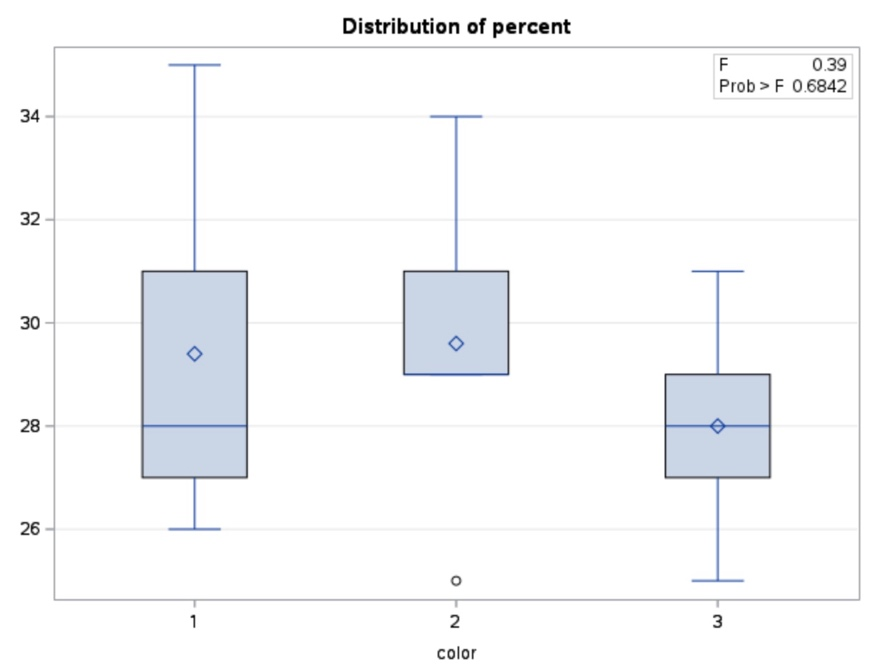 Distribution of percent
F 0.39
Prob > F 0.6842
34
32
30
28
26
1 2 3
color